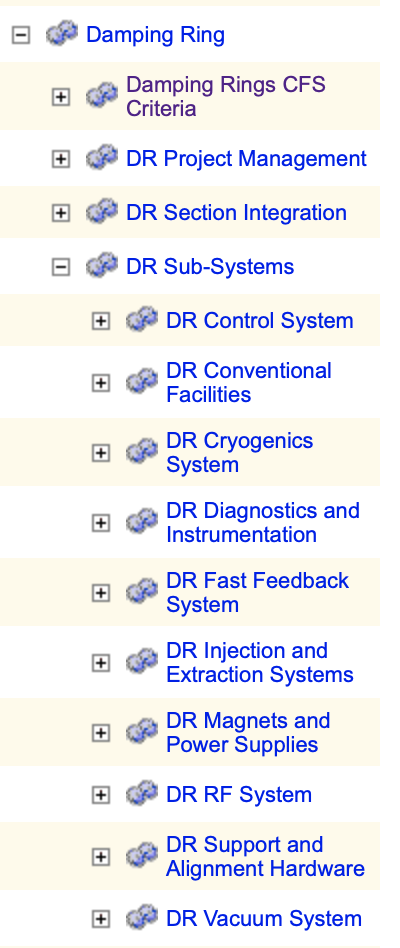 Damping Ring
Damping Rings CFS
Criteria
DR Project Management
DR Section Integration
DR Sub-Systems
DR Control System
DR Conventional
Facilities
DR Cryogenics
System
DR Diagnostics and
Instrumentation
DR Fast Feedback
System
DR Injection and
Extraction Systems
DR Magnets and
Power Supplies
DR RF System
DR Support and
Alignment Hardware
DR Vacuum System